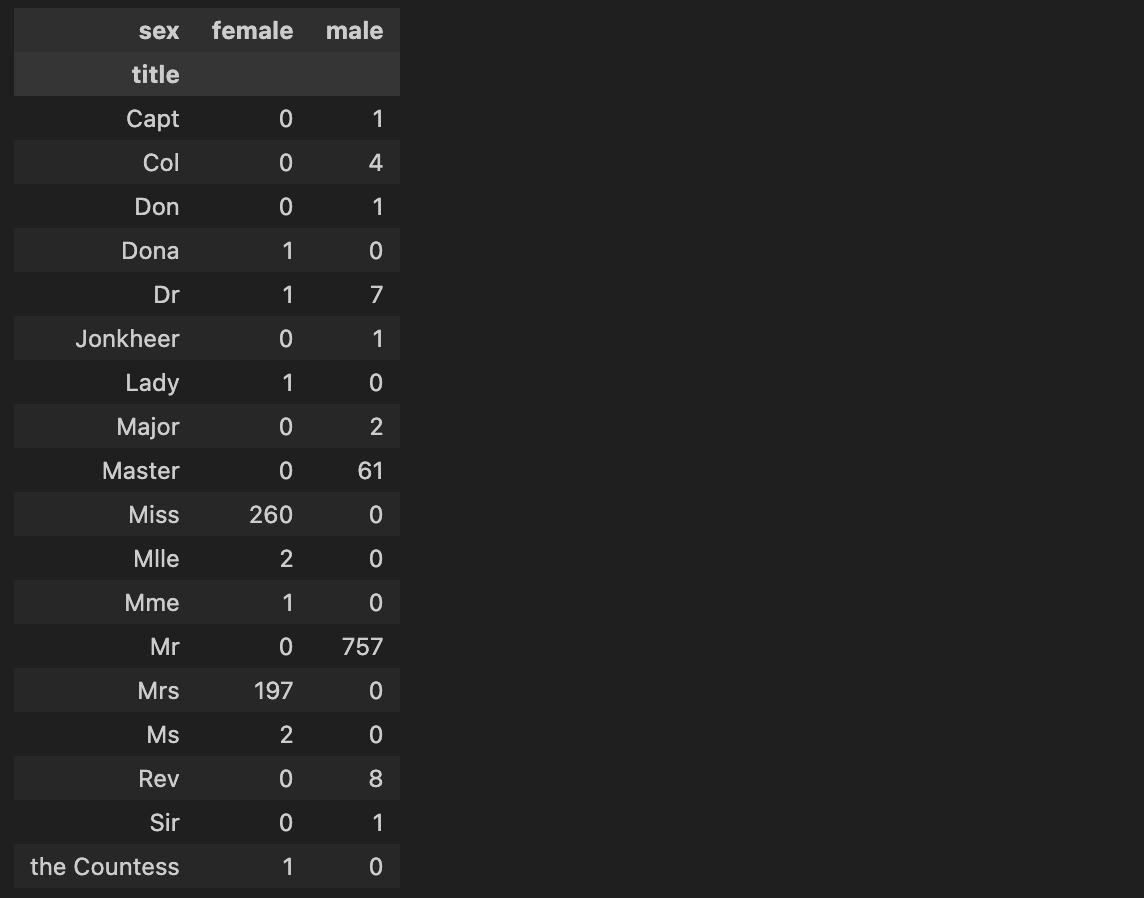 sex female male
title
Capt 0 1
Col 0 4
Don 0 1
Dona 1 0
Dr 1 7
Jonkheer 0 1
Lady 1 0
Major 0 2
Master 0 61
Miss 260 0
Mlle 2 0
Mme 1 0
Mr 0 757
Mrs 197 0
Ms 2 0
Rev 0 8
Sir 0 1
the Countess 1 0